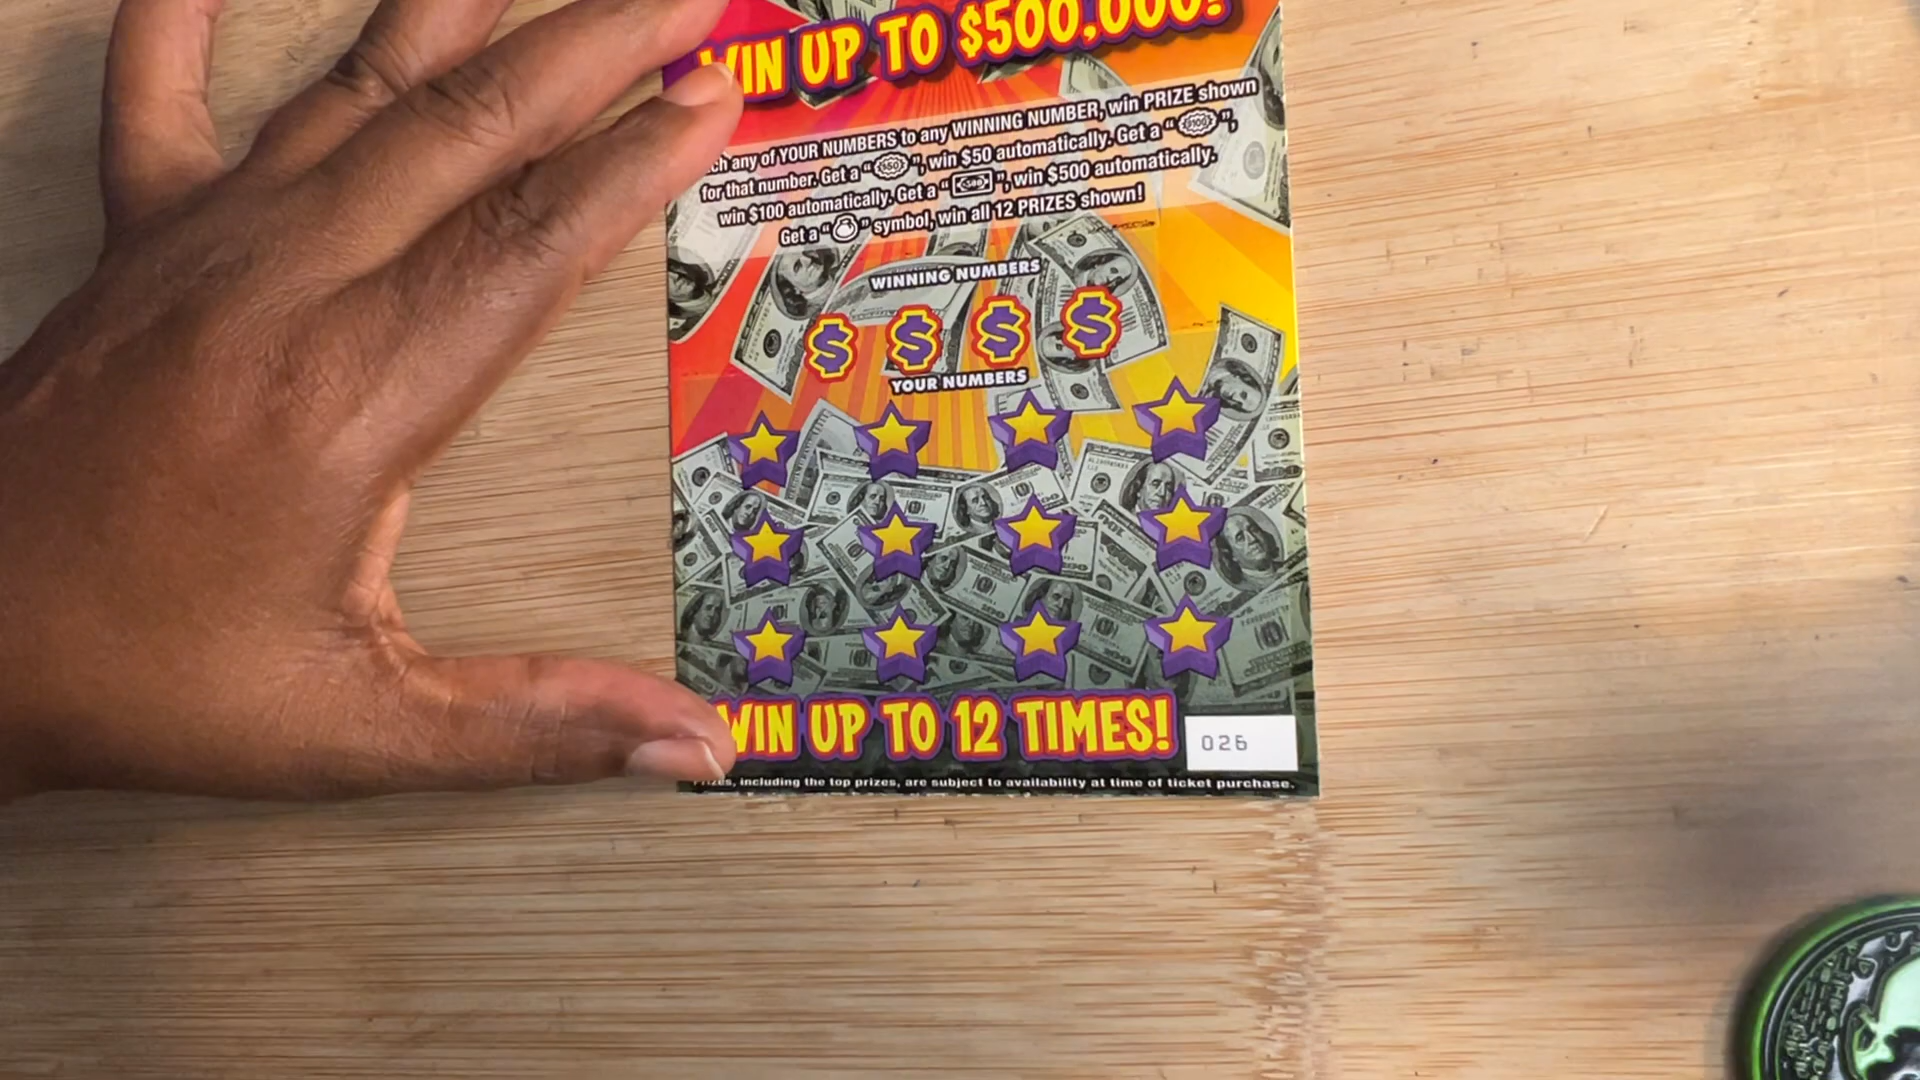 WIN UP TO $500,000!
any of YOUR NUMBERS to any WINNING NUMBER, win PRIZE shown
for that number. Get a "$50", win $50 automatically. Get a "$100",
win $100 automatically. Get a "$500", win $500 automatically.
Get a " " symbol, win all 12 PRIZES shown!
WINNING NUMBERS
$ $ $ $
YOUR NUMBERS
WIN UP TO 12 TIMES!
026
Prizes, including the top prizes, are subject to availability at time of ticket purchase.